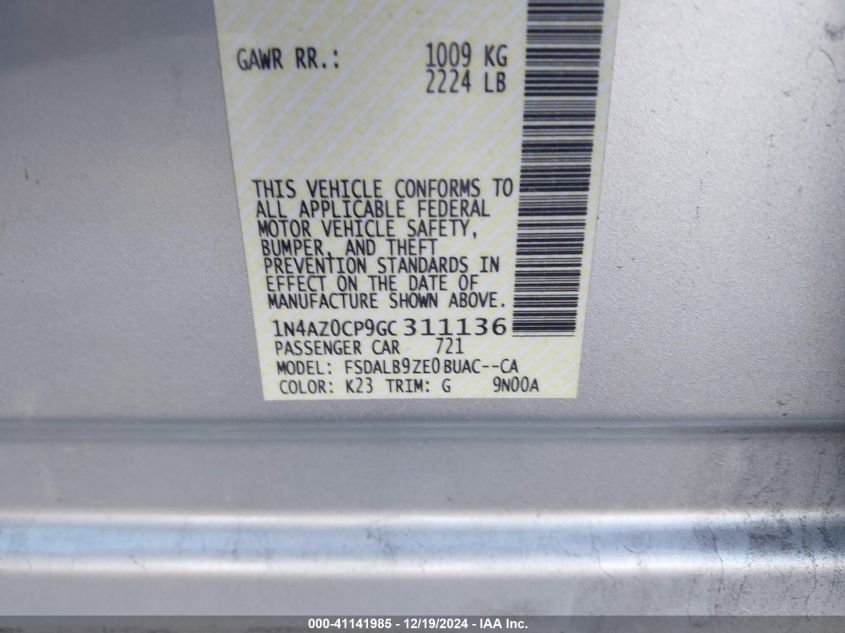 GAWR RR.: 1009 KG
2224 LB
THIS VEHICLE CONFORMS TO
ALL APPLICABLE FEDERAL
MOTOR VEHICLE SAFETY,
BUMPER, AND THEFT
PREVENTION STANDARDS IN
EFFECT ON THE DATE OF
MANUFACTURE SHOWN ABOVE.
1N4AZ0CP9GC311136
PASSENGER CAR 721
MODEL: FSDALB9ZE0BUAC--CA
COLOR: K23 TRIM: G 9N00A
000-41141985 - 12/19/2024 - IAA Inc.